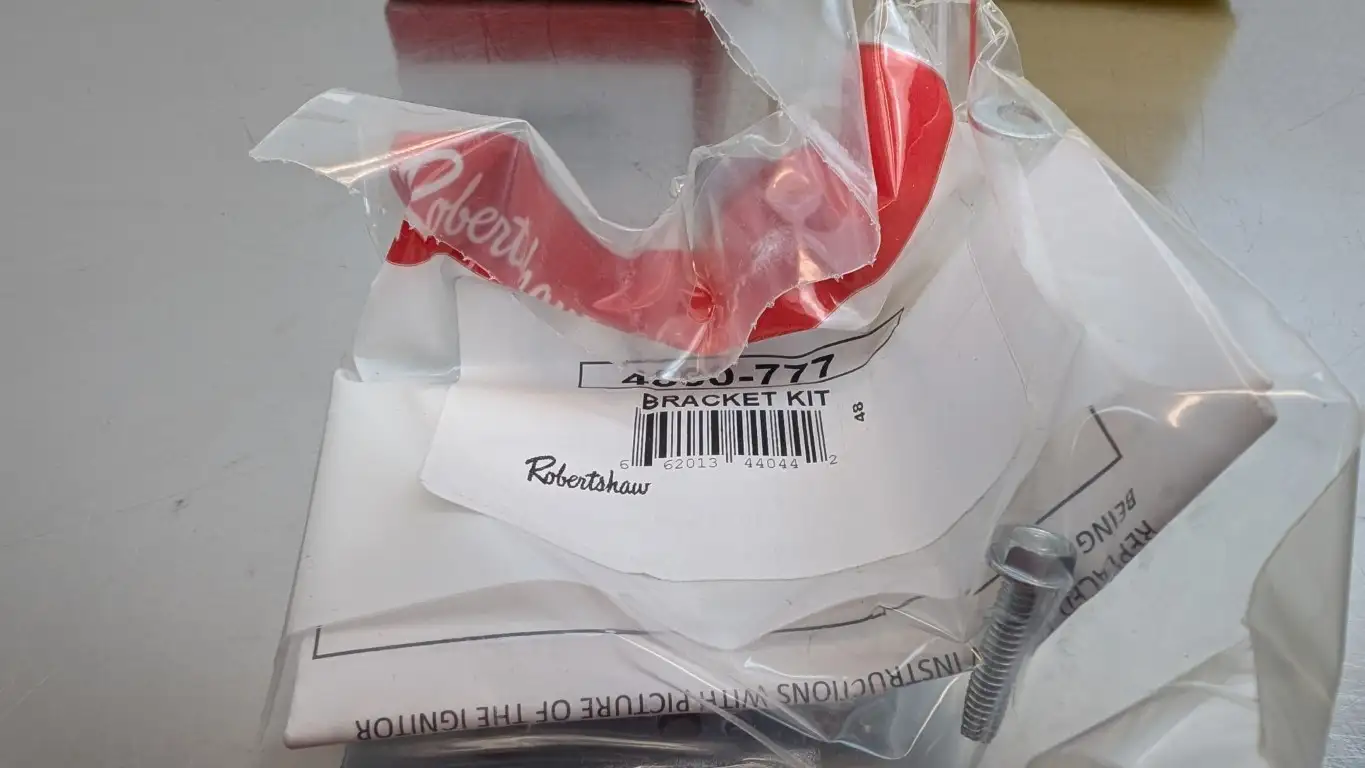 Robertshaw
BRACKET KIT
48
6 62013 44044 2
Robertshaw
BEING
REPLACED
INSTRUCTIONS WITH PICTURE OF THE IGNITOR